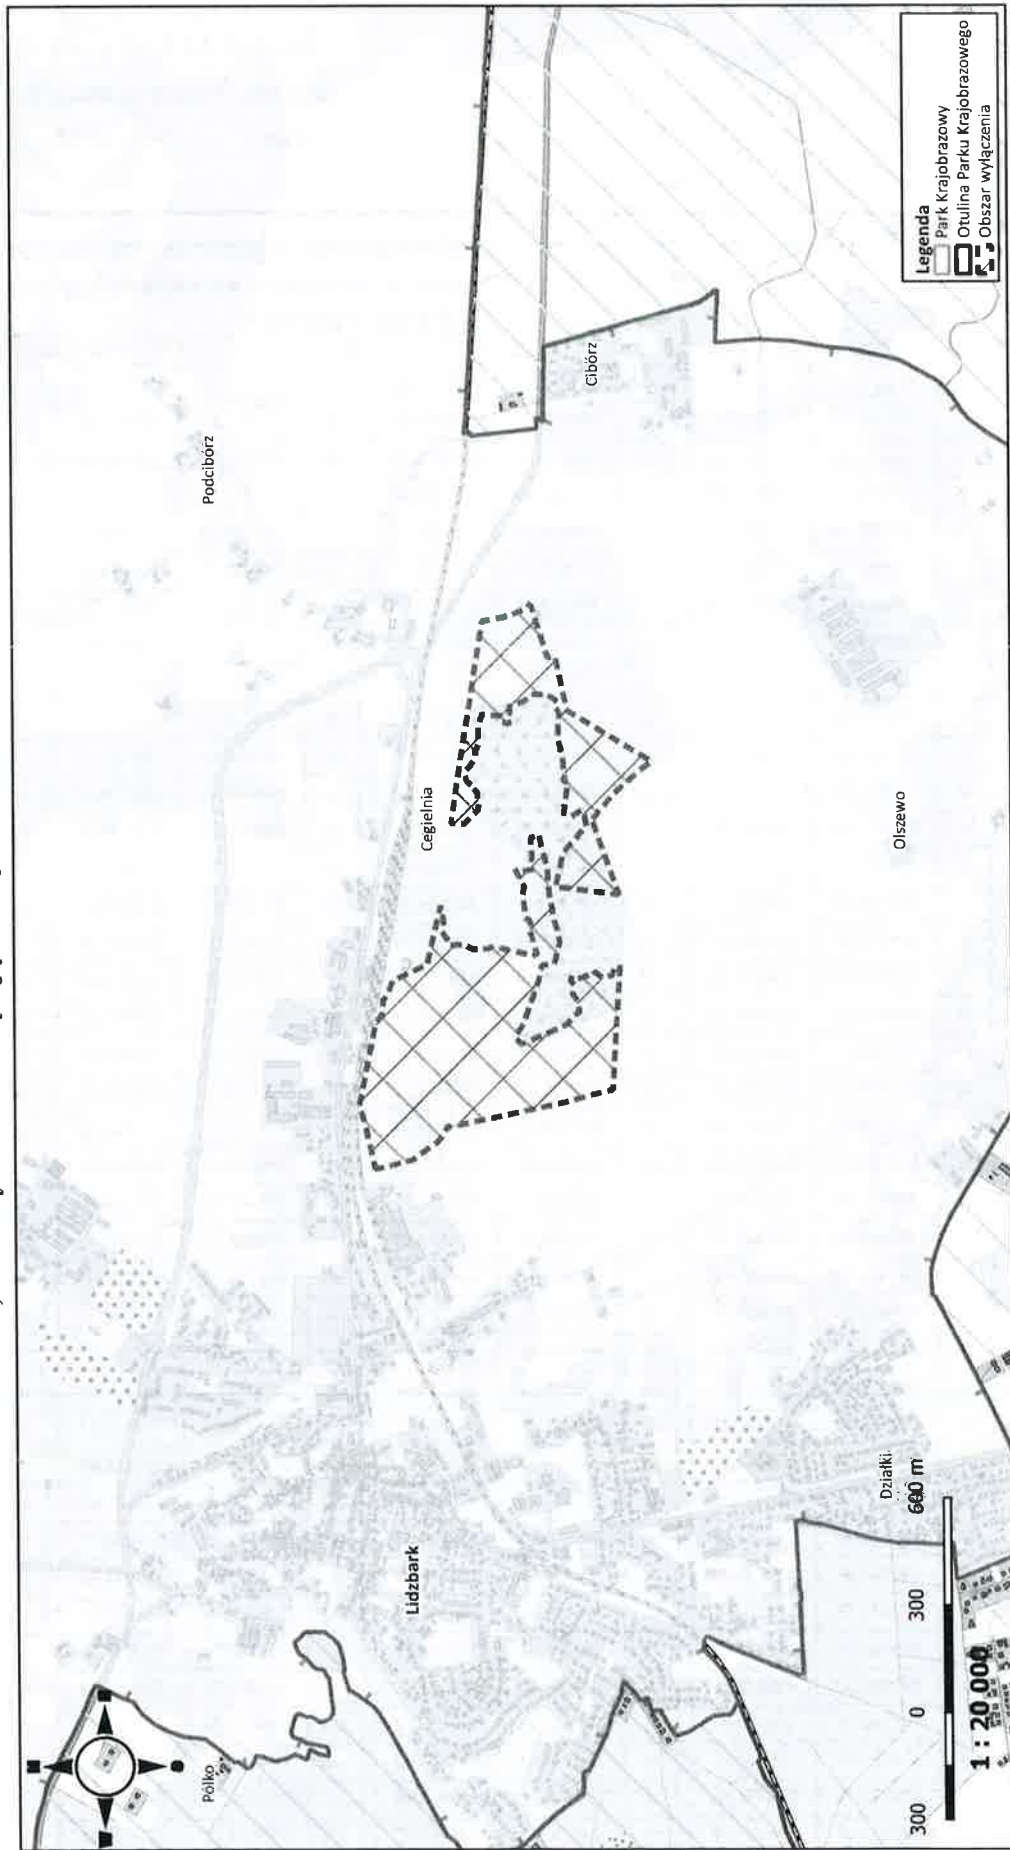 Podcibórz
Cibórz
Cegielnia
Olszewo
Lidzbark
Działki
Półko
N
E
S
W
Legenda
Park Krajobrazowy
Otulina Parku Krajobrazowego
Obszar wyłączenia
300 0 300 600 m
1 : 20 000